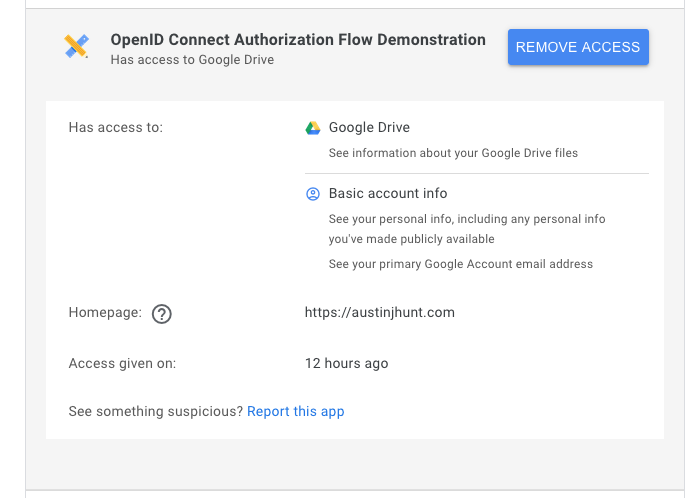 OpenID Connect Authorization Flow Demonstration
Has access to Google Drive
REMOVE ACCESS
Has access to:
Google Drive
See information about your Google Drive files
Basic account info
See your personal info, including any personal info
you've made publicly available
See your primary Google Account email address
Homepage: ?
https://austinjhunt.com
Access given on:
12 hours ago
See something suspicious? Report this app